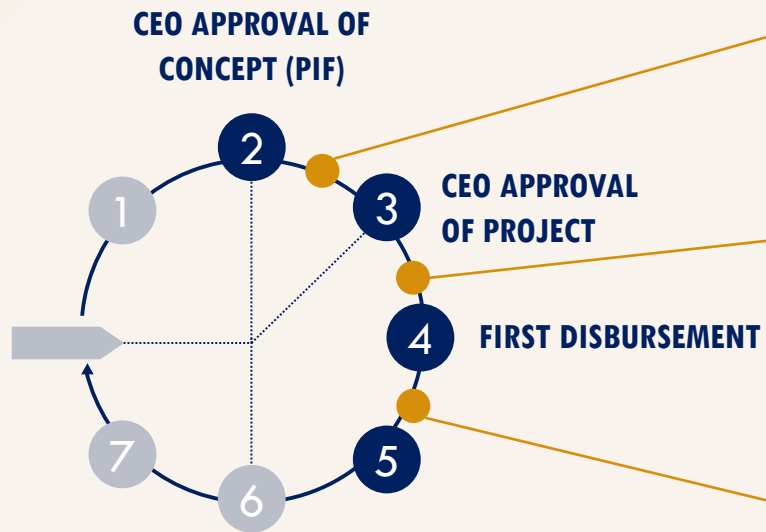 CEO APPROVAL OF
CONCEPT (PIF)
2
1
3
CEO APPROVAL
OF PROJECT
4
FIRST DISBURSEMENT
7
5
6